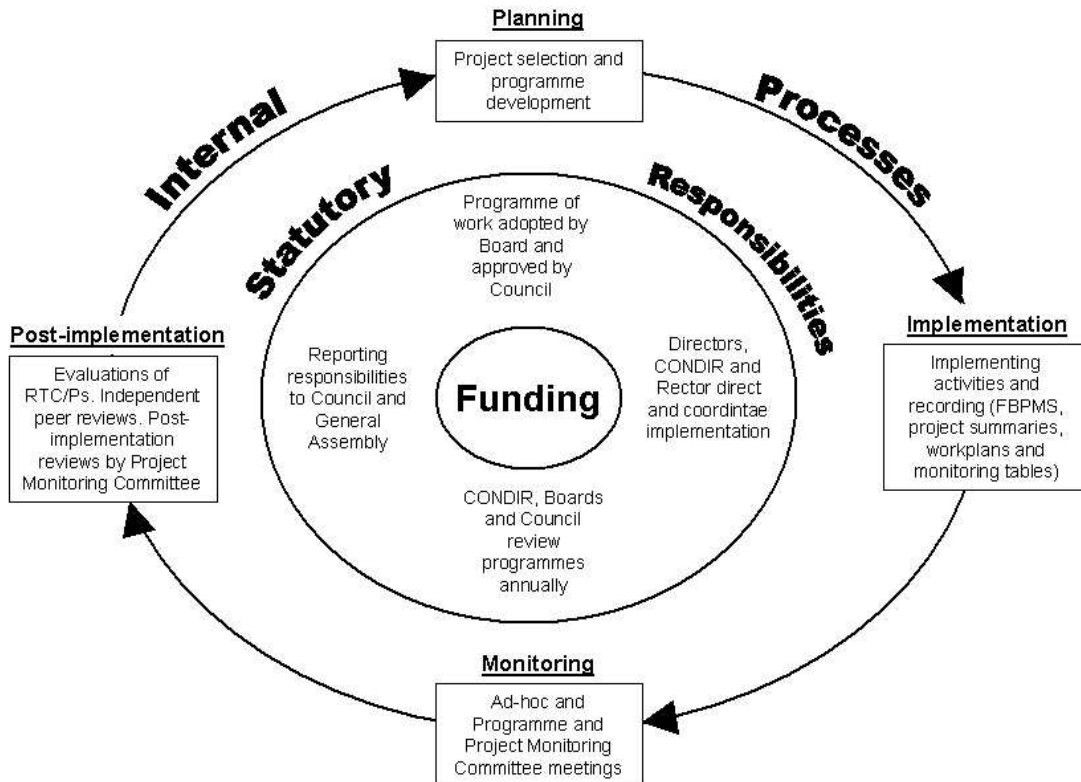 Planning
Project selection and
programme
development
Internal
Processes
Statutory
Responsibilities
Programme of
work adopted by
Board and
approved by
Council
Post-implementation
Evaluations of
RTC/Ps. Independent
peer reviews. Post-
implementation
reviews by Project
Monitoring Committee
Reporting
responsibilities
to Council and
General
Assembly
Funding
Directors,
CONDIR and
Rector direct
and coordintae
implementation
Implementation
Implementing
activities and
recording (FBPMS,
project summaries,
workplans and
monitoring tables)
CONDIR, Boards
and Council
review
programmes
annually
Monitoring
Ad-hoc and
Programme and
Project Monitoring
Committee meetings